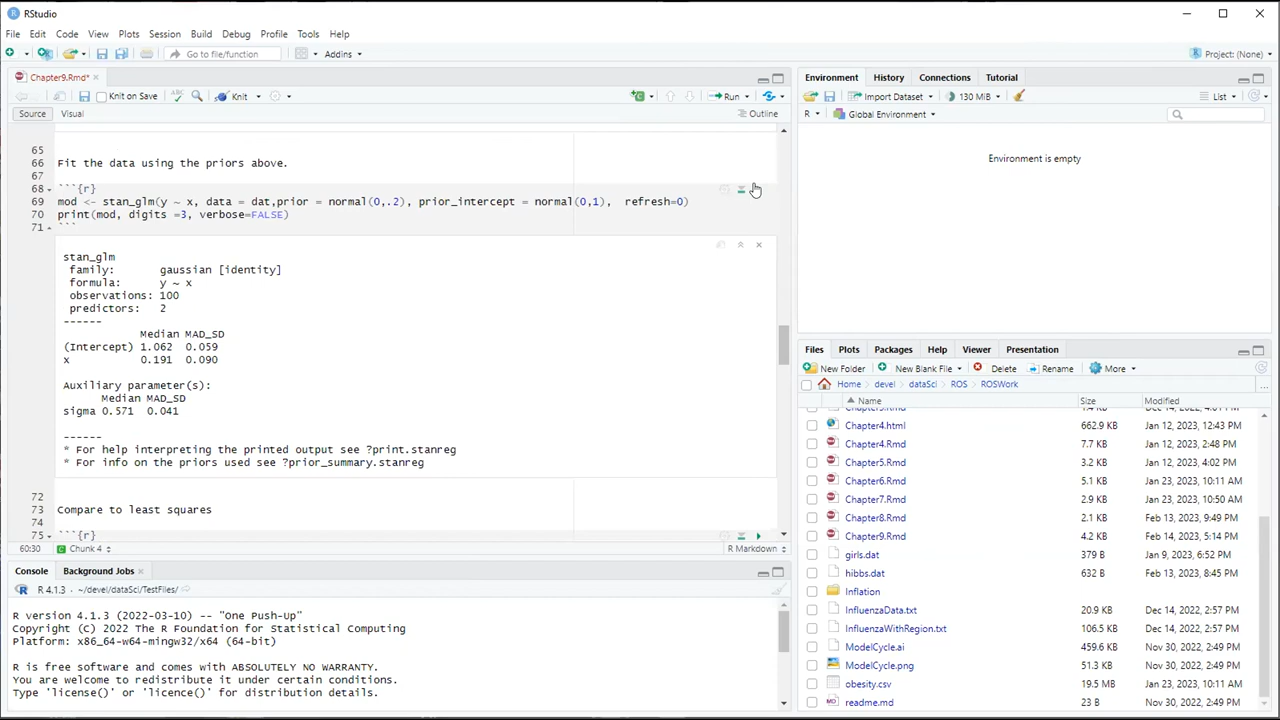 RStudio
File Edit Code View Plots Session Build Debug Profile Tools Help
Go to file/function Addins Project: (None)
Chapter9.Rmd*
Knit on Save ABC Knit Run
Source Visual Outline
65
66 Fit the data using the priors above.
67
68 ```{r}
69 mod <- stan_glm(y ~ x, data = dat,prior = normal(0,.2), prior_intercept = normal(0,1), refresh=0)
70 print(mod, digits =3, verbose=FALSE)
71 ```
stan_glm
family: gaussian [identity]
formula: y ~ x
observations: 100
predictors: 2
------
Median MAD_SD
(Intercept) 1.062 0.059
x 0.191 0.090
Auxiliary parameter(s):
Median MAD_SD
sigma 0.571 0.041
------
* For help interpreting the printed output see ?print.stanreg
* For info on the priors used see ?prior_summary.stanreg
72
73 Compare to least squares
74
75 ```{r}
60:30 Chunk 4 R Markdown
Console Background Jobs
R 4.1.3 · ~/devel/dataSci/TestFiles/
R version 4.1.3 (2022-03-10) -- "One Push-Up"
Copyright (C) 2022 The R Foundation for Statistical Computing
Platform: x86_64-w64-mingw32/x64 (64-bit)
R is free software and comes with ABSOLUTELY NO WARRANTY.
You are welcome to redistribute it under certain conditions.
Type 'license()' or 'licence()' for distribution details.
Environment History Connections Tutorial
Import Dataset 130 MiB List
R Global Environment
Environment is empty
Files Plots Packages Help Viewer Presentation
New Folder New Blank File Delete Rename More
Home devel dataSci ROS ROSWork
Name Size Modified
Chapter4.html 662.9 KB Jan 12, 2023, 12:43 PM
Chapter4.Rmd 7.7 KB Jan 12, 2023, 2:48 PM
Chapter5.Rmd 3.2 KB Jan 12, 2023, 4:02 PM
Chapter6.Rmd 5.1 KB Jan 23, 2023, 10:11 AM
Chapter7.Rmd 2.9 KB Jan 23, 2023, 10:50 AM
Chapter8.Rmd 2.1 KB Feb 13, 2023, 9:49 PM
Chapter9.Rmd 4.2 KB Feb 14, 2023, 5:14 PM
girls.dat 379 B Jan 9, 2023, 6:52 PM
hibbs.dat 632 B Feb 13, 2023, 8:45 PM
Inflation
InfluenzaData.txt 20.9 KB Dec 14, 2022, 2:57 PM
InfluenzaWithRegion.txt 106.5 KB Dec 14, 2022, 2:57 PM
ModelCycle.ai 459.6 KB Nov 30, 2022, 2:49 PM
ModelCycle.png 51.3 KB Nov 30, 2022, 2:49 PM
obesity.csv 19.5 MB Jan 23, 2023, 10:11 AM
readme.md 23 B Nov 30, 2022, 2:49 PM